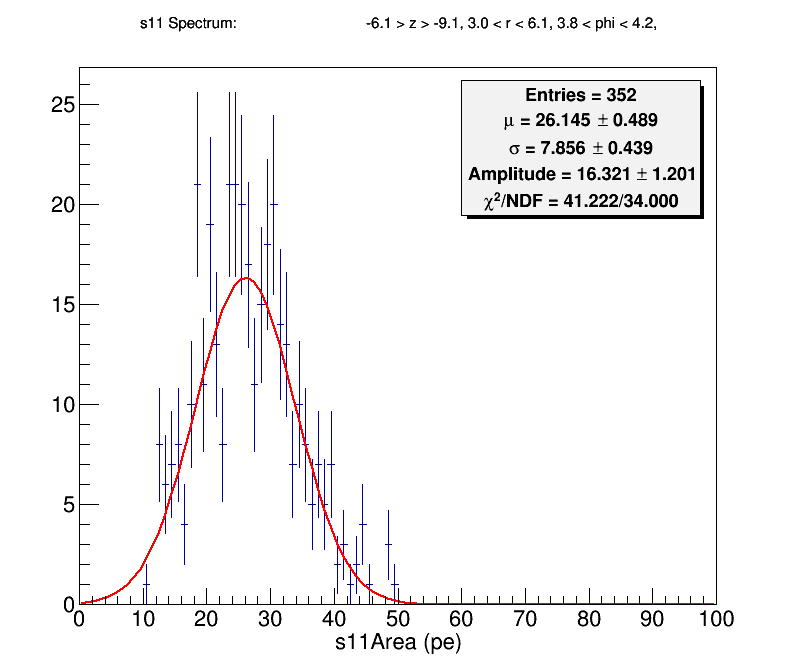 s11 Spectrum: -6.1 > z > -9.1, 3.0 < r < 6.1, 3.8 < phi < 4.2,
Entries = 352
μ = 26.145 ± 0.489
σ = 7.856 ± 0.439
Amplitude = 16.321 ± 1.201
χ²/NDF = 41.222/34.000
25
20
15
10
5
0
0 10 20 30 40 50 60 70 80 90 100
s11Area (pe)